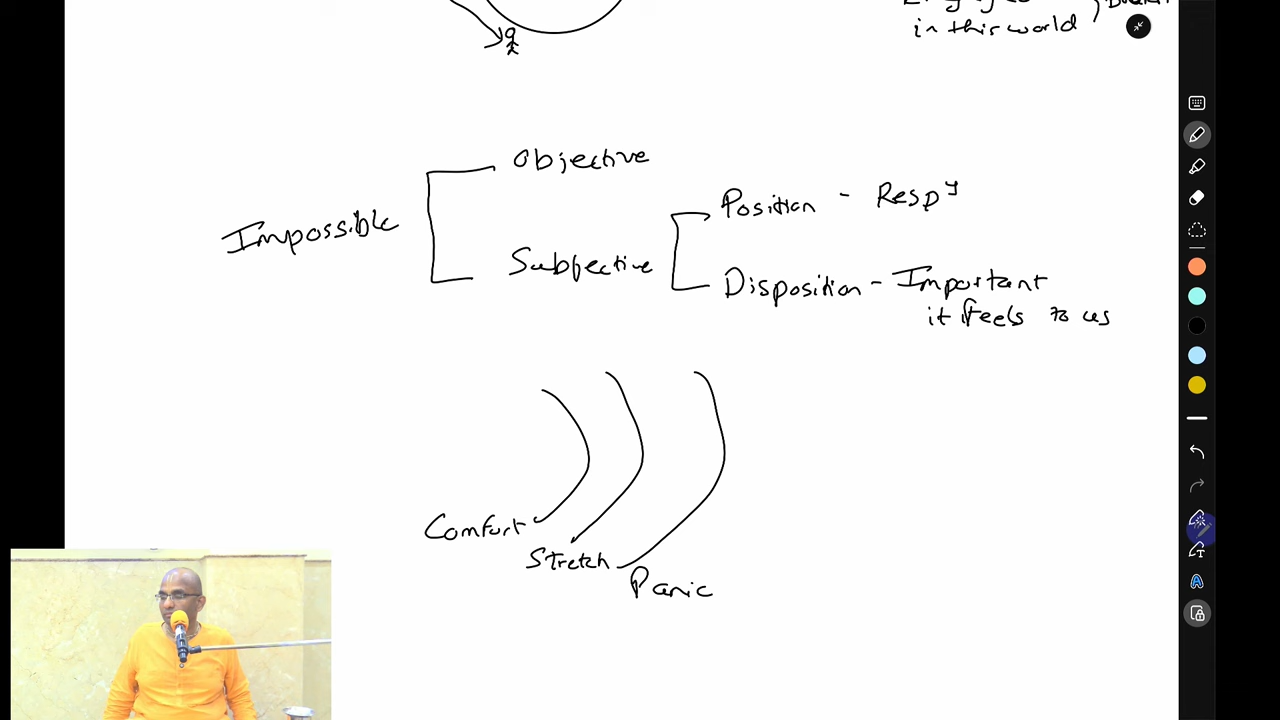 in this world
Objective
Impossible
Position - Resp y
Subjective
Disposition - Important
it feels to us
Comfort
Stretch
Panic